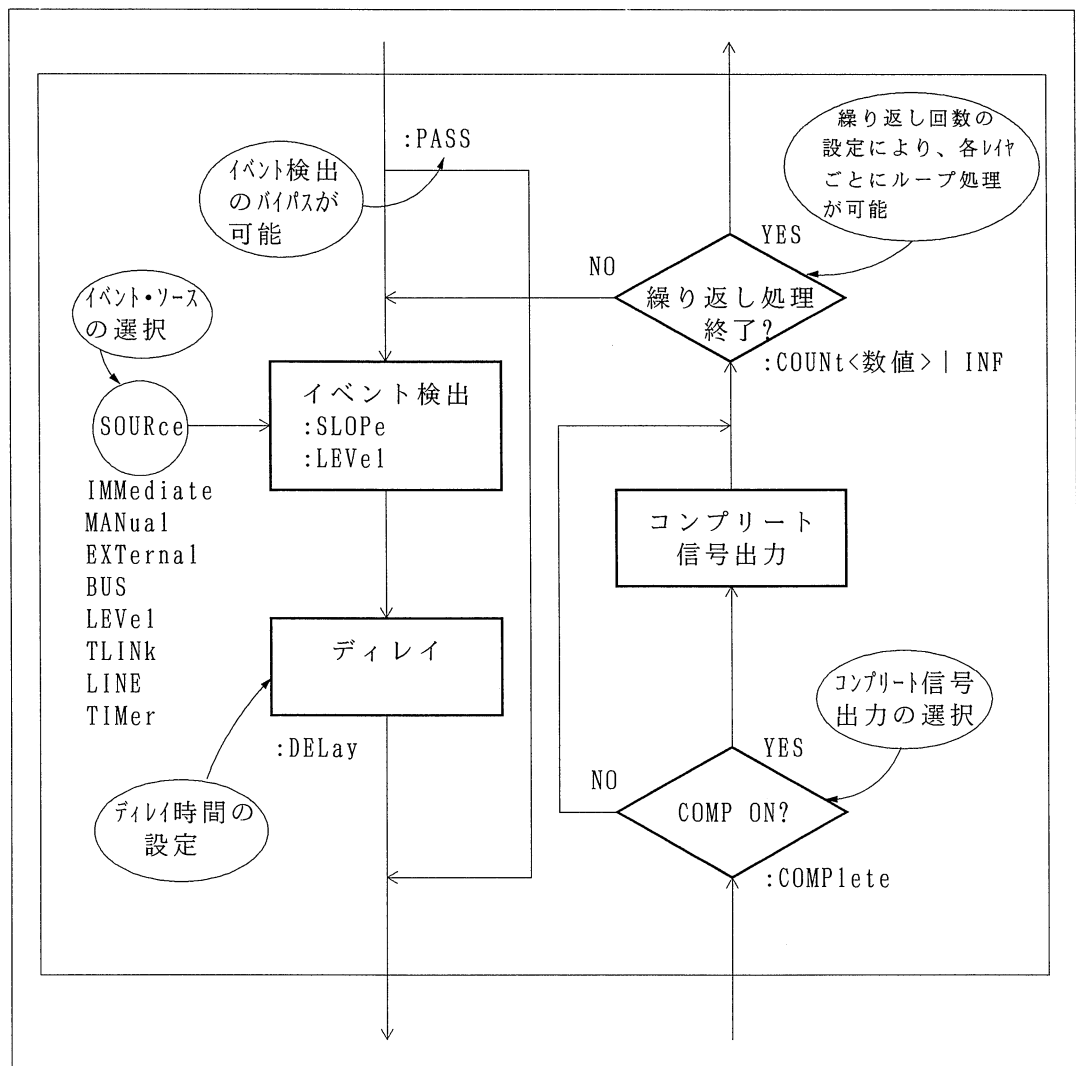 :PASS
イベント検出
のバイパスが
可能
繰り返し回数の
設定により、各レイヤ
ごとにループ処理
が可能
YES
NO
繰り返し処理
終了?
:COUNt<数値>| INF
イベント・ソース
の選択
SOURce
IMMediate
MANual
EXTernal
BUS
LEVel
TLINk
LINE
TIMer
イベント検出
:SLOPe
:LEVel
コンプリート
信号出力
ディレイ
:DELay
ディレイ時間の
設定
コンプリート信号
出力の選択
YES
NO
COMP ON?
:COMPlete